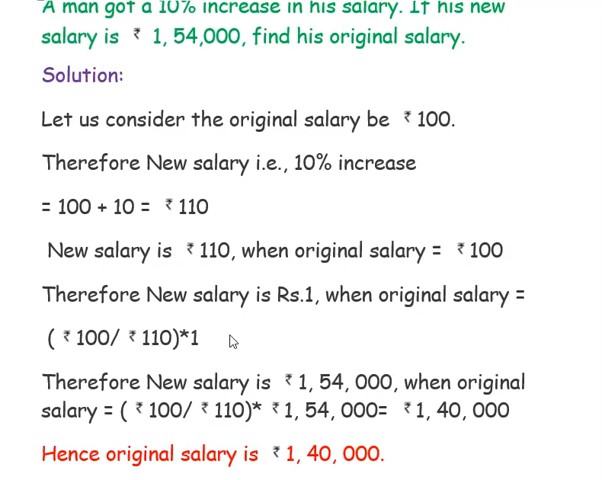 A man got a 10% increase in his salary. If his new
salary is ₹ 1, 54,000, find his original salary.
Solution:
Let us consider the original salary be ₹ 100.
Therefore New salary i.e., 10% increase
= 100 + 10 = ₹ 110
New salary is ₹ 110, when original salary = ₹ 100
Therefore New salary is Rs.1, when original salary =
( ₹ 100/ ₹ 110)*1
Therefore New salary is ₹ 1, 54, 000, when original
salary = ( ₹ 100/ ₹ 110)* ₹ 1, 54, 000= ₹ 1, 40, 000
Hence original salary is ₹ 1, 40, 000.